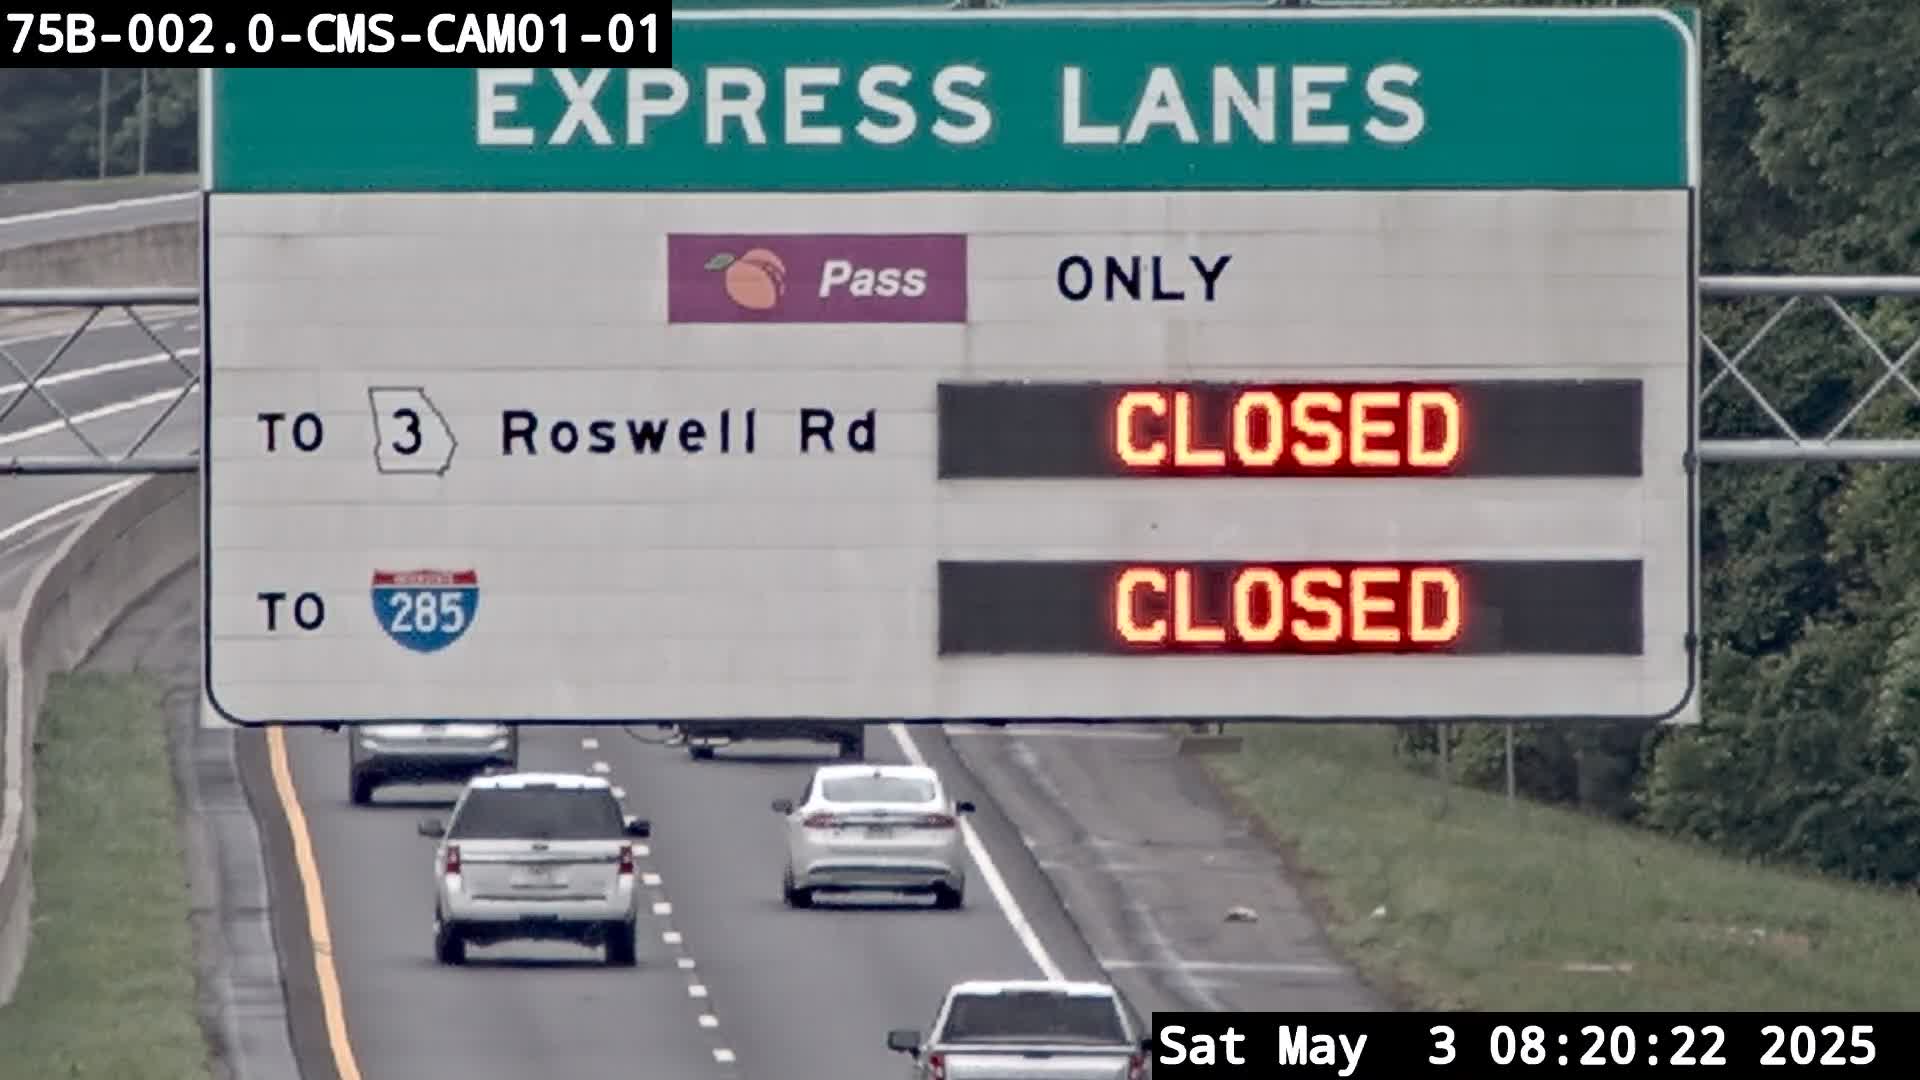 75B-002.0-CMS-CAM01-01
EXPRESS LANES
Pass ONLY
TO 3 Roswell Rd CLOSED
TO 285 CLOSED
Sat May 3 08:20:22 2025